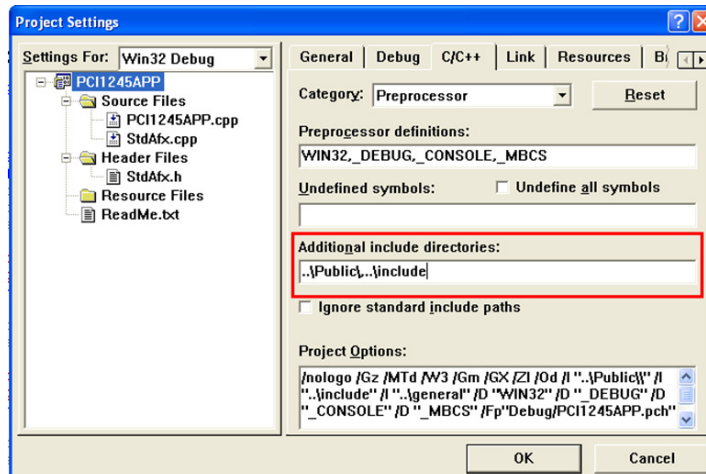 Project Settings
Settings For: Win32 Debug
General Debug C/C++ Link Resources
PCI1245APP
Source Files
PCI1245APP.cpp
StdAfx.cpp
Header Files
StdAfx.h
Resource Files
ReadMe.txt
Category: Preprocessor
Reset
Preprocessor definitions:
WIN32,_DEBUG,_CONSOLE,_MBCS
Undefined symbols:
Undefine all symbols
Additional include directories:
..\Public\,..\include
Ignore standard include paths
Project Options:
/nologo /Gz /MTd /W3 /Gm /GX /ZI /Od /I "..\Public\\" /I
"..\include" /I "..\general" /D "WIN32" /D "_DEBUG" /D
"_CONSOLE" /D "_MBCS" /Fp"Debug/PCI1245APP.pch"
OK
Cancel